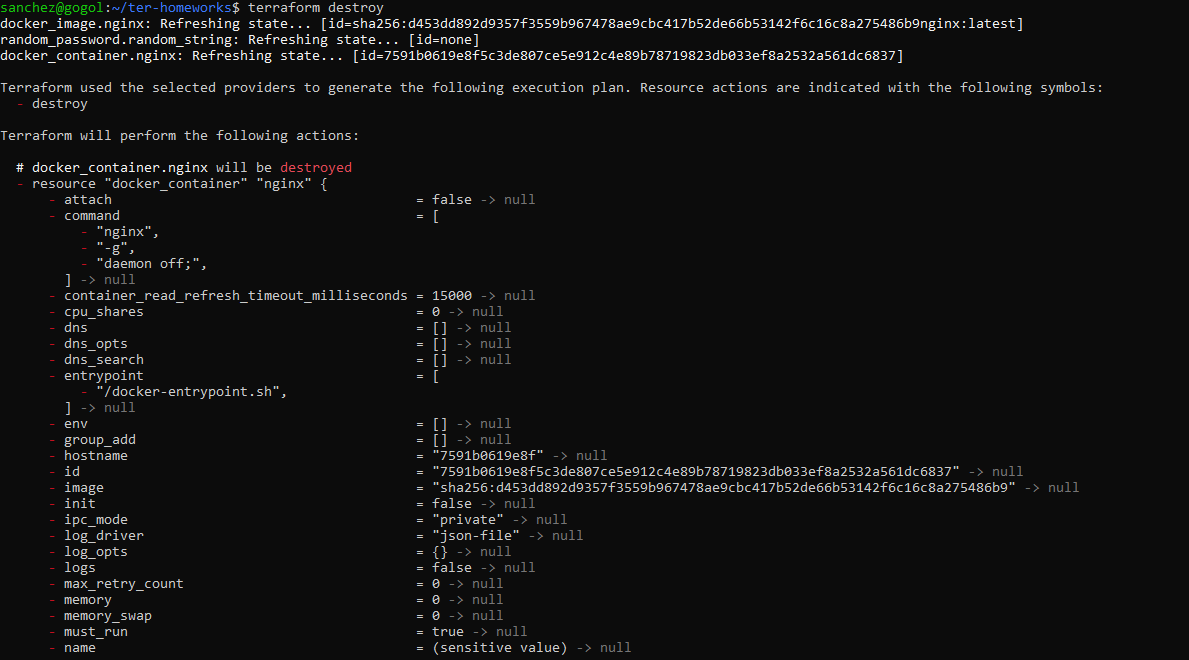 sanchez@gogol:~/ter-homeworks$ terraform destroy
docker_image.nginx: Refreshing state... [id=sha256:d453dd892d9357f3559b967478ae9cbc417b52de66b53142f6c16c8a275486b9nginx:latest]
random_password.random_string: Refreshing state... [id=none]
docker_container.nginx: Refreshing state... [id=7591b0619e8f5c3de807ce5e912c4e89b78719823db033ef8a2532a561dc6837]

Terraform used the selected providers to generate the following execution plan. Resource actions are indicated with the following symbols:
  - destroy

Terraform will perform the following actions:

  # docker_container.nginx will be destroyed
  - resource "docker_container" "nginx" {
      - attach                                      = false -> null
      - command                                     = [
          - "nginx",
          - "-g",
          - "daemon off;",
        ] -> null
      - container_read_refresh_timeout_milliseconds = 15000 -> null
      - cpu_shares                                  = 0 -> null
      - dns                                         = [] -> null
      - dns_opts                                    = [] -> null
      - dns_search                                  = [] -> null
      - entrypoint                                  = [
          - "/docker-entrypoint.sh",
        ] -> null
      - env                                         = [] -> null
      - group_add                                   = [] -> null
      - hostname                                    = "7591b0619e8f" -> null
      - id                                          = "7591b0619e8f5c3de807ce5e912c4e89b78719823db033ef8a2532a561dc6837" -> null
      - image                                       = "sha256:d453dd892d9357f3559b967478ae9cbc417b52de66b53142f6c16c8a275486b9" -> null
      - init                                        = false -> null
      - ipc_mode                                    = "private" -> null
      - log_driver                                  = "json-file" -> null
      - log_opts                                    = {} -> null
      - logs                                        = false -> null
      - max_retry_count                             = 0 -> null
      - memory                                      = 0 -> null
      - memory_swap                                 = 0 -> null
      - must_run                                    = true -> null
      - name                                        = (sensitive value) -> null